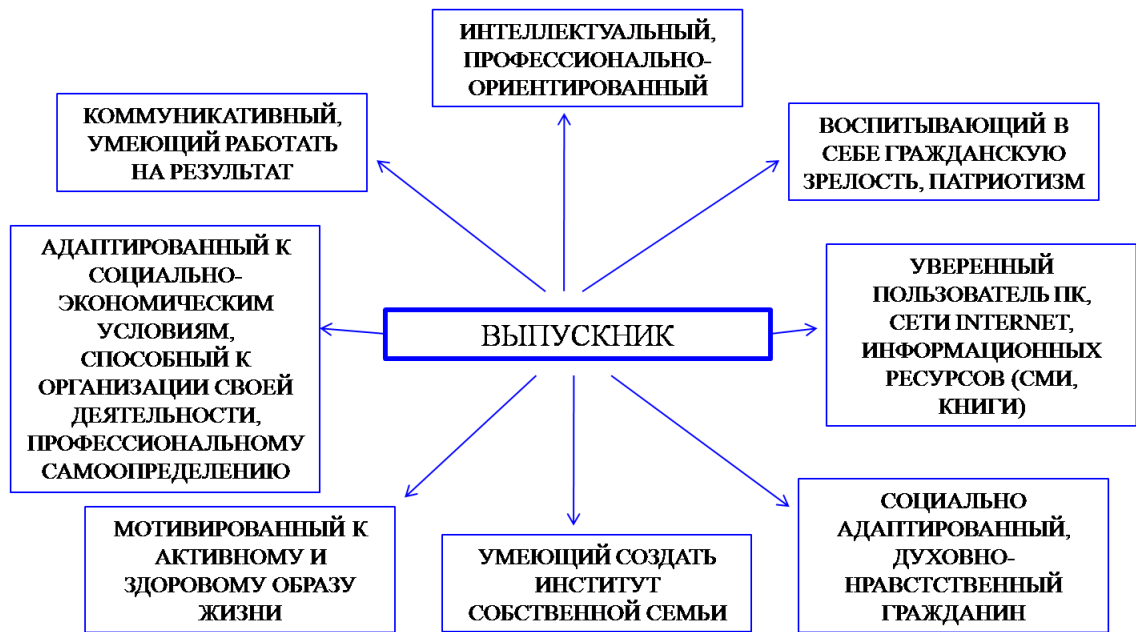 ИНТЕЛЛЕКТУАЛЬНЫЙ,
ПРОФЕССИОНАЛЬНО-
ОРИЕНТИРОВАННЫЙ
КОММУНИКАТИВНЫЙ,
УМЕЮЩИЙ РАБОТАТЬ
НА РЕЗУЛЬТАТ
ВОСПИТЫВАЮЩИЙ В
СЕБЕ ГРАЖДАНСКУЮ
ЗРЕЛОСТЬ, ПАТРИОТИЗМ
АДАПТИРОВАННЫЙ К
СОЦИАЛЬНО-
ЭКОНОМИЧЕСКИМ
УСЛОВИЯМ,
СПОСОБНЫЙ К
ОРГАНИЗАЦИИ СВОЕЙ
ДЕЯТЕЛЬНОСТИ,
ПРОФЕССИОНАЛЬНОМУ
САМООПРЕДЕЛЕНИЮ
ВЫПУСКНИК
УВЕРЕННЫЙ
ПОЛЬЗОВАТЕЛЬ ПК,
СЕТИ INTERNET,
ИНФОРМАЦИОННЫХ
РЕСУРСОВ (СМИ,
КНИГИ)
МОТИВИРОВАННЫЙ К
АКТИВНОМУ И
ЗДОРОВОМУ ОБРАЗУ
ЖИЗНИ
УМЕЮЩИЙ СОЗДАТЬ
ИНСТИТУТ
СОБСТВЕННОЙ СЕМЬИ
СОЦИАЛЬНО
АДАПТИРОВАННЫЙ,
ДУХОВНО-
НРАВСТСТВЕННЫЙ
ГРАЖДАНИН